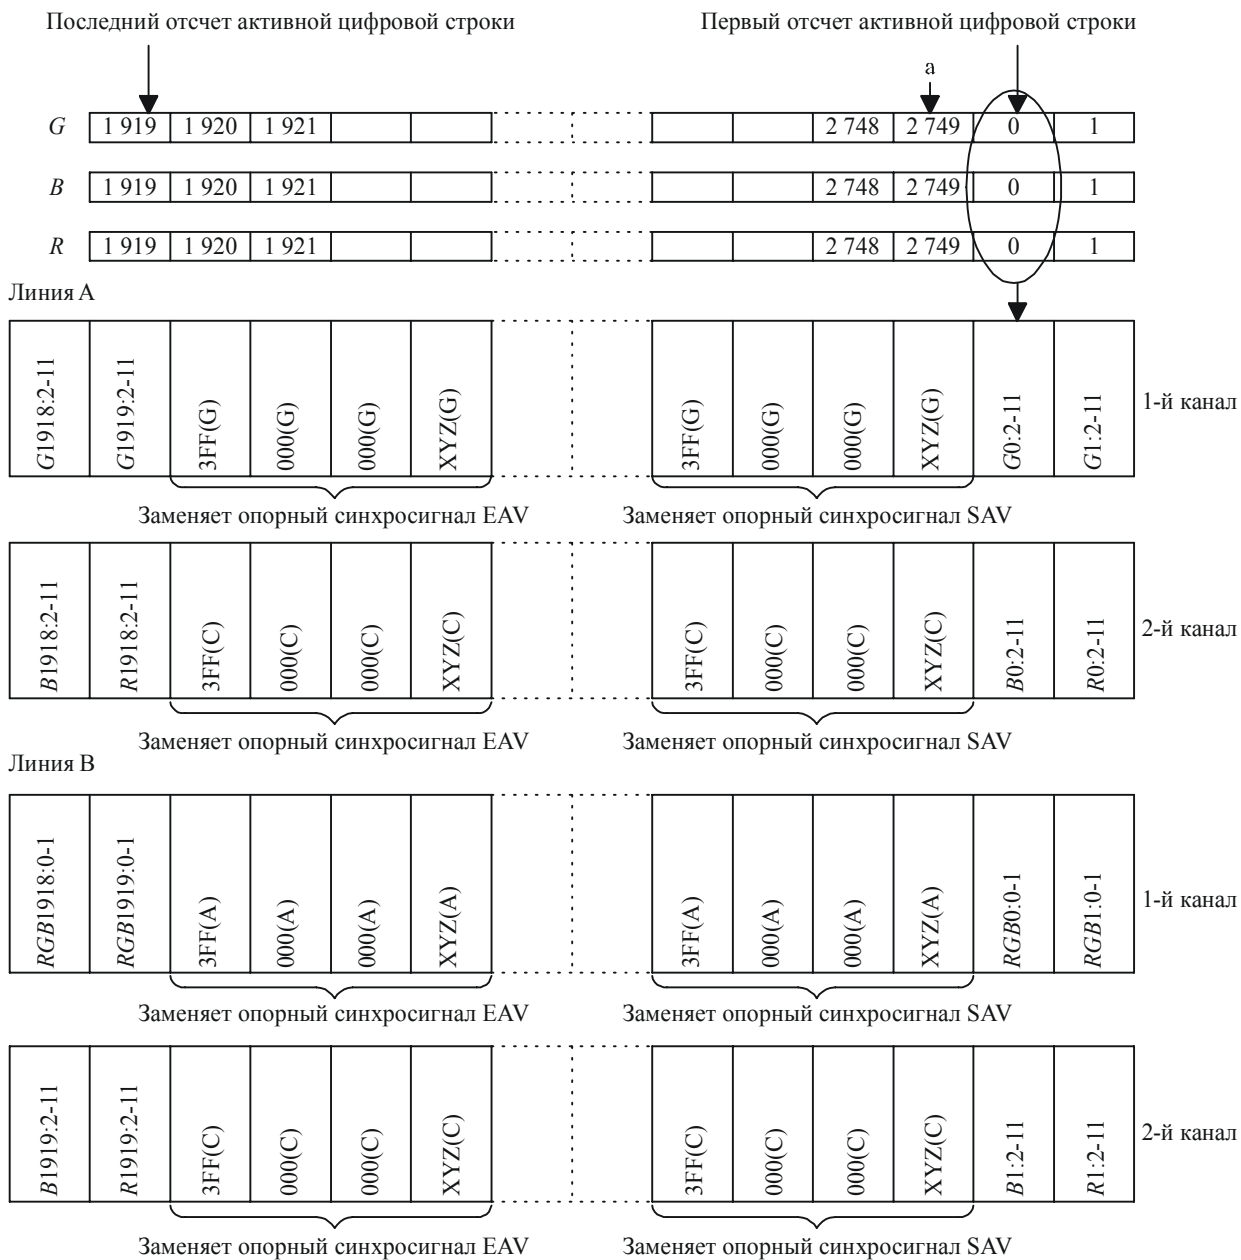 Последний отсчет активной цифровой строки Первый отсчет активной цифровой строки
a
G 1 919 1 920 1 921 2 748 2 749 0 1
B 1 919 1 920 1 921 2 748 2 749 0 1
R 1 919 1 920 1 921 2 748 2 749 0 1
Линия A
G1918:2-11 G1919:2-11 3FF(G) 000(G) 000(G) XYZ(G) 3FF(G) 000(G) 000(G) XYZ(G) G0:2-11 G1:2-11 1-й канал
Заменяет опорный синхросигнал EAV Заменяет опорный синхросигнал SAV
B1918:2-11 R1918:2-11 3FF(C) 000(C) 000(C) XYZ(C) 3FF(C) 000(C) 000(C) XYZ(C) B0:2-11 R0:2-11 2-й канал
Заменяет опорный синхросигнал EAV Заменяет опорный синхросигнал SAV
Линия B
RGB1918:0-1 RGB1919:0-1 3FF(A) 000(A) 000(A) XYZ(A) 3FF(A) 000(A) 000(A) XYZ(A) RGB0:0-1 RGB1:0-1 1-й канал
Заменяет опорный синхросигнал EAV Заменяет опорный синхросигнал SAV
B1919:2-11 R1919:2-11 3FF(C) 000(C) 000(C) XYZ(C) 3FF(C) 000(C) 000(C) XYZ(C) B1:2-11 R1:2-11 2-й канал
Заменяет опорный синхросигнал EAV Заменяет опорный синхросигнал SAV